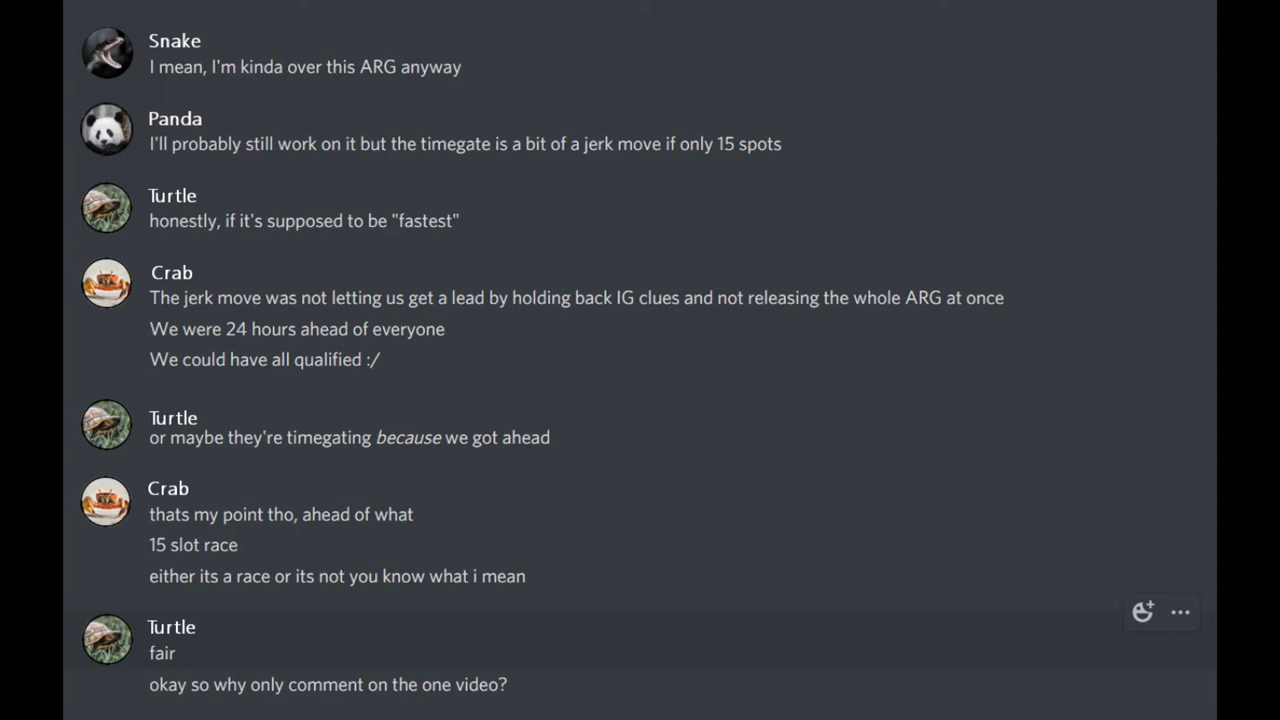 Snake
I mean, I'm kinda over this ARG anyway
Panda
I'll probably still work on it but the timegate is a bit of a jerk move if only 15 spots
Turtle
honestly, if it's supposed to be "fastest"
Crab
The jerk move was not letting us get a lead by holding back IG clues and not releasing the whole ARG at once
We were 24 hours ahead of everyone
We could have all qualified :/
Turtle
or maybe they're timegating because we got ahead
Crab
thats my point tho, ahead of what
15 slot race
either its a race or its not you know what i mean
Turtle
fair
okay so why only comment on the one video?